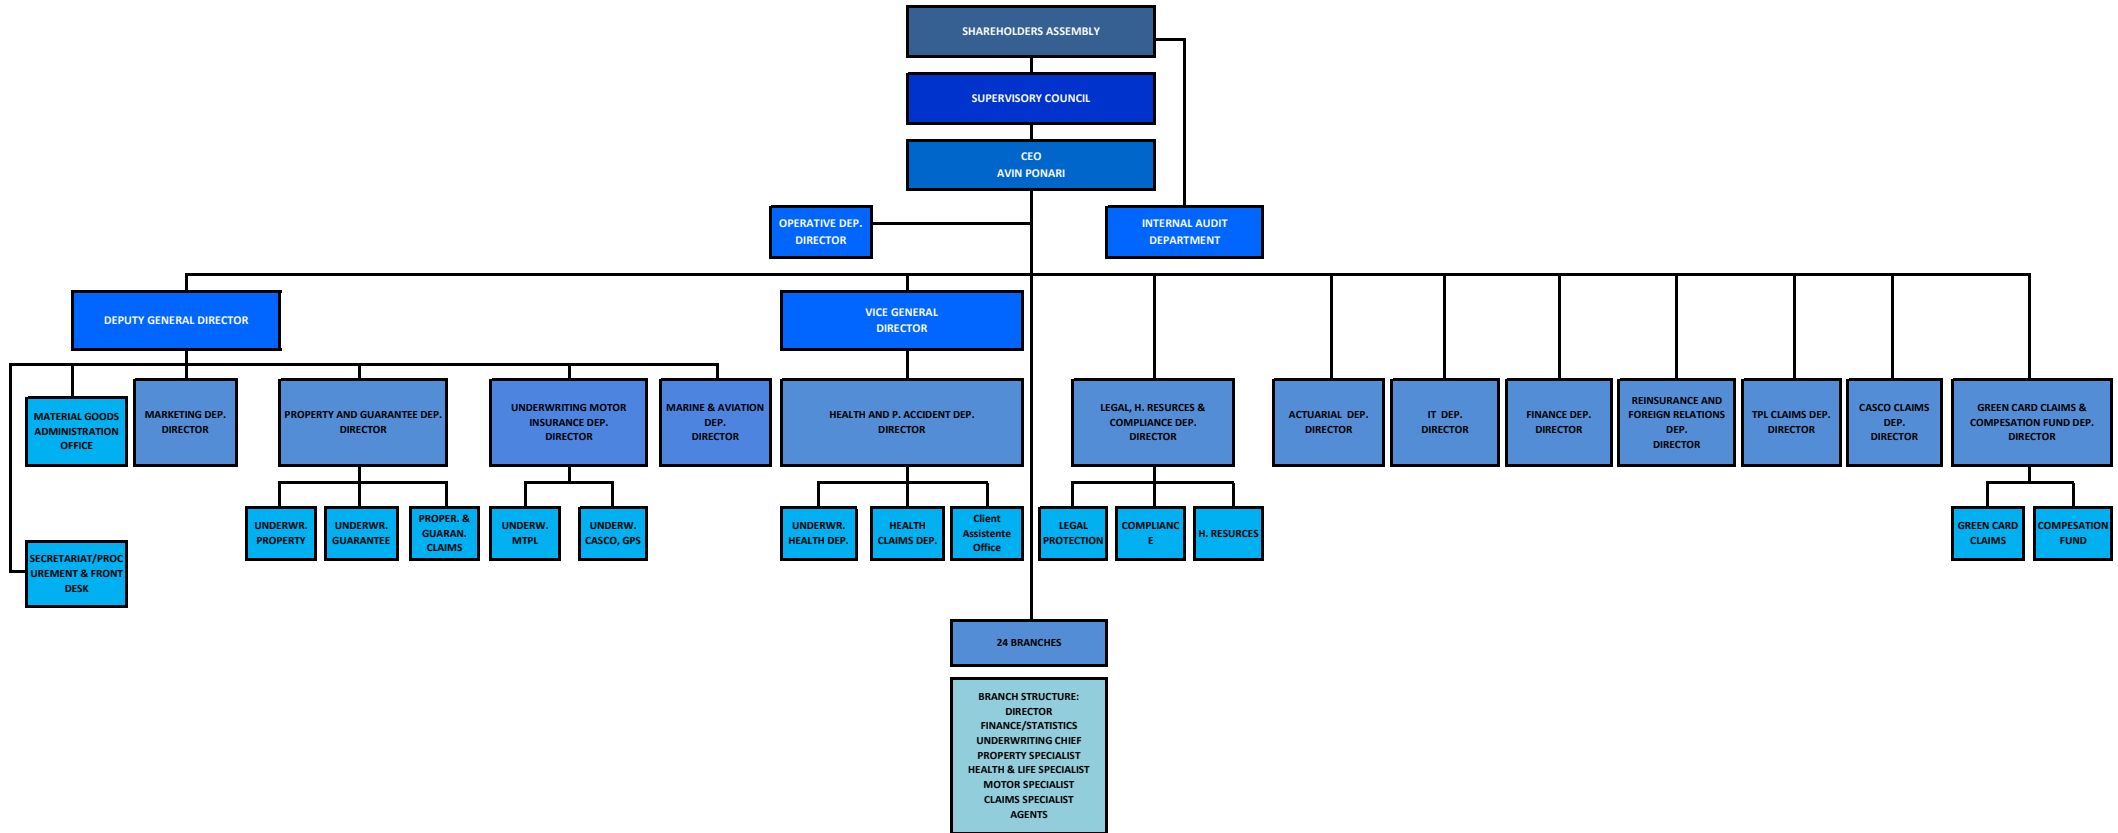 SHAREHOLDERS ASSEMBLY
SUPERVISORY COUNCIL
CEO
AVIN PONARI
OPERATIVE DEP.
DIRECTOR
INTERNAL AUDIT
DEPARTMENT
DEPUTY GENERAL DIRECTOR
VICE GENERAL
DIRECTOR
MATERIAL GOODS
ADMINISTRATION
OFFICE
MARKETING DEP.
DIRECTOR
PROPERTY AND GUARANTEE DEP.
DIRECTOR
UNDERWRITING MOTOR
INSURANCE DEP.
DIRECTOR
MARINE & AVIATION
DEP.
DIRECTOR
HEALTH AND P. ACCIDENT DEP.
DIRECTOR
LEGAL, H. RESURCES &
COMPLIANCE DEP.
DIRECTOR
ACTUARIAL DEP.
DIRECTOR
IT DEP.
DIRECTOR
FINANCE DEP.
DIRECTOR
REINSURANCE AND
FOREIGN RELATIONS
DEP.
DIRECTOR
TPL CLAIMS DEP.
DIRECTOR
CASCO CLAIMS
DEP.
DIRECTOR
GREEN CARD CLAIMS &
COMPESATION FUND DEP.
DIRECTOR
UNDERWR.
PROPERTY
UNDERWR.
GUARANTEE
PROPER. &
GUARAN.
CLAIMS
UNDERW.
MTPL
UNDERW.
CASCO, GPS
UNDERWR.
HEALTH DEP.
HEALTH
CLAIMS DEP.
Client
Assistente
Office
LEGAL
PROTECTION
COMPLIANC
E
H. RESURCES
GREEN CARD
CLAIMS
COMPESATION
FUND
SECRETARIAT/PROC
UREMENT & FRONT
DESK
24 BRANCHES
BRANCH STRUCTURE:
DIRECTOR
FINANCE/STATISTICS
UNDERWRITING CHIEF
PROPERTY SPECIALIST
HEALTH & LIFE SPECIALIST
MOTOR SPECIALIST
CLAIMS SPECIALIST
AGENTS